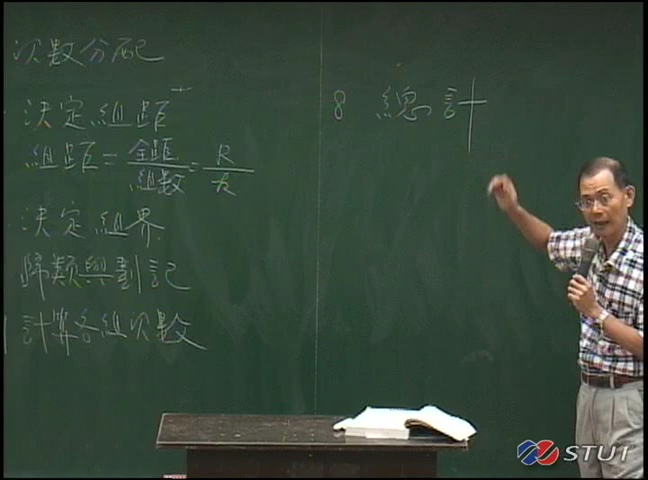 次數分配
決定組距
組距=全距/組數=R/k
決定組界
歸類與劃記
計算各組次數
8 總計
STUT